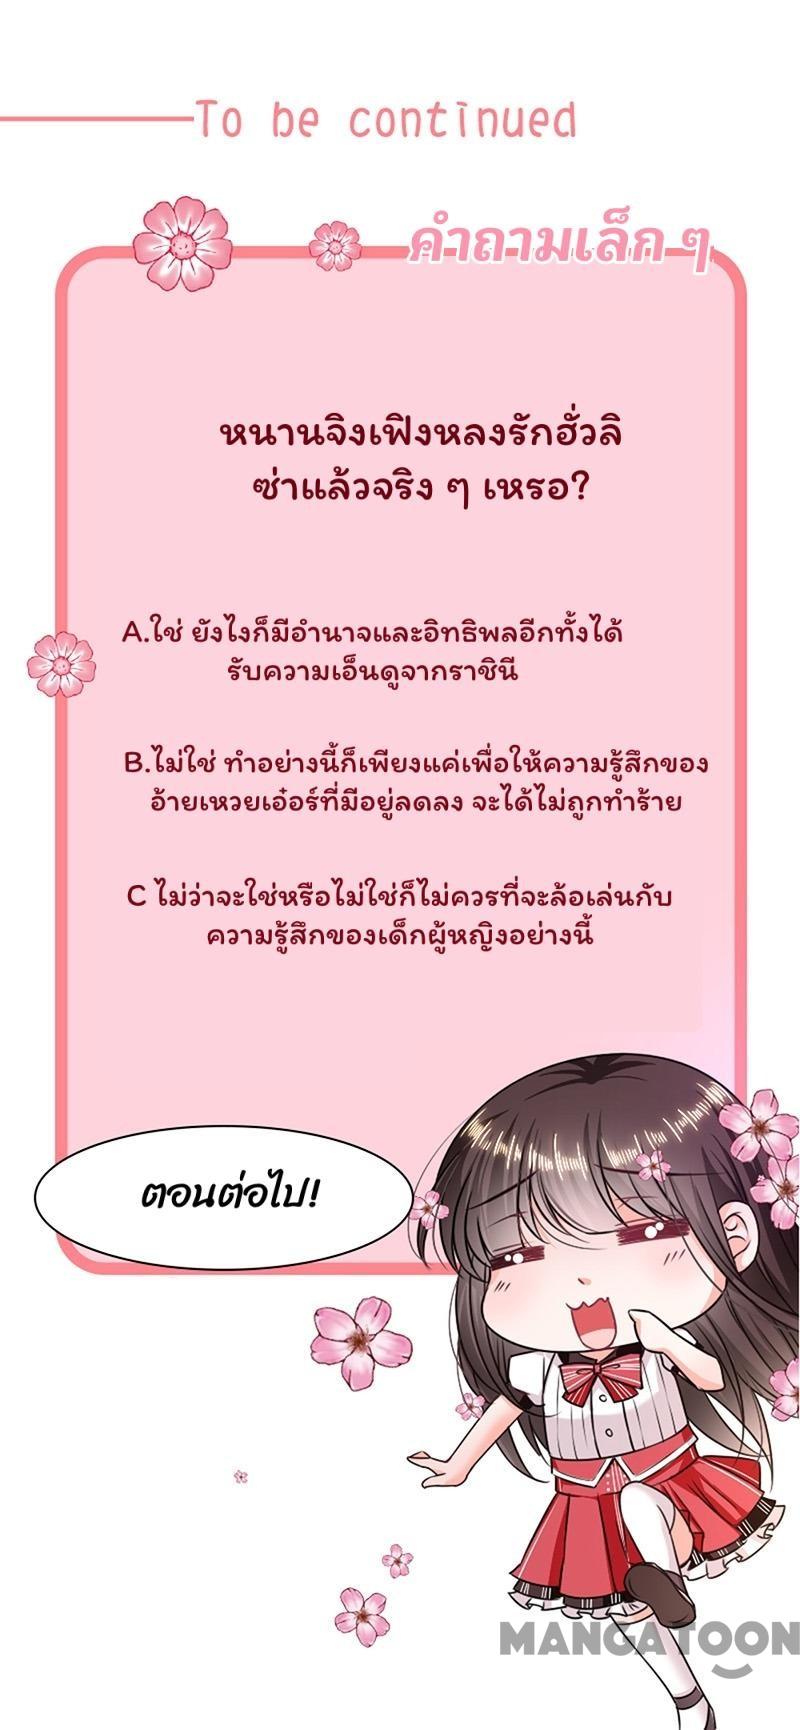 To be continued
คำถามเล็ก ๆ
หนานจิงเฟิงหลงรักฮั่วลิ
ซ่าแล้วจริง ๆ เหรอ?
A.ใช่ ยังไงก็มีอำนาจและอิทธิพลอีกทั้งได้
รับความเอ็นดูจากราชินี
B.ไม่ใช่ ทำอย่างนี้ก็เพียงแค่เพื่อให้ความรู้สึกของ
อ้ายเหวยเอ๋อร์ที่มีอยู่ลดลง จะได้ไม่ถูกทำร้าย
C ไม่ว่าจะใช่หรือไม่ใช่ก็ไม่ควรที่จะล้อเล่นกับ
ความรู้สึกของเด็กผู้หญิงอย่างนี้
ตอนต่อไป!
MANGATOON